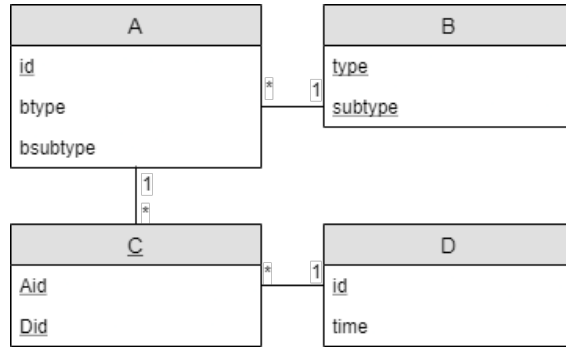 A
id
btype
bsubtype
B
type
subtype
* 1
1
*
C
Aid
Did
D
id
time
* 1